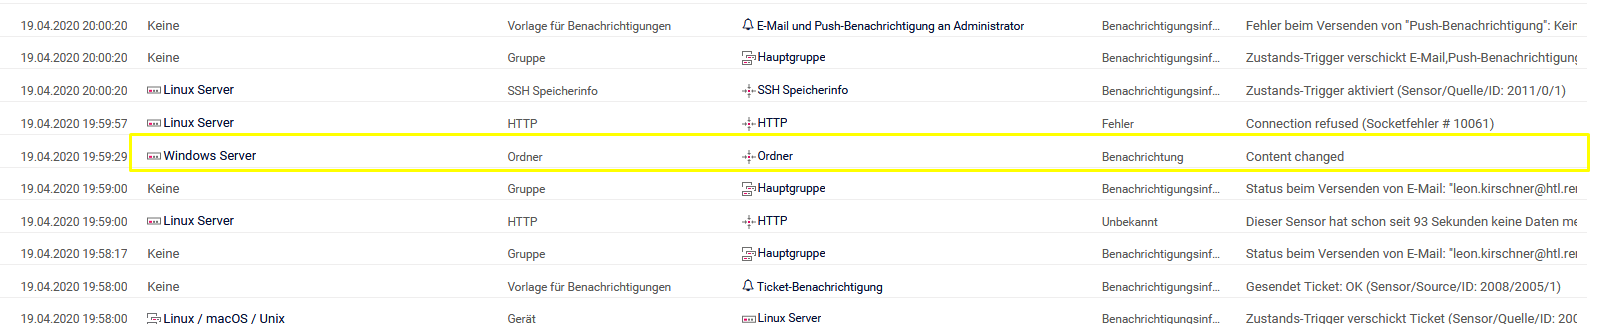 19.04.2020 20:00:20 Keine Vorlage für Benachrichtigungen E-Mail und Push-Benachrichtigung an Administrator Benachrichtigungsinf... Fehler beim Versenden von "Push-Benachrichtigung": Kein
19.04.2020 20:00:20 Keine Gruppe Hauptgruppe Benachrichtigungsinf... Zustands-Trigger verschickt E-Mail,Push-Benachrichtigung
19.04.2020 20:00:20 Linux Server SSH Speicherinfo SSH Speicherinfo Benachrichtigungsinf... Zustands-Trigger aktiviert (Sensor/Quelle/ID: 2011/0/1)
19.04.2020 19:59:57 Linux Server HTTP HTTP Fehler Connection refused (Socketfehler # 10061)
19.04.2020 19:59:29 Windows Server Ordner Ordner Benachrichtung Content changed
19.04.2020 19:59:00 Keine Gruppe Hauptgruppe Benachrichtigungsinf... Status beim Versenden von E-Mail: "leon.kirschner@htl.ren
19.04.2020 19:59:00 Linux Server HTTP HTTP Unbekannt Dieser Sensor hat schon seit 93 Sekunden keine Daten me
19.04.2020 19:58:17 Keine Gruppe Hauptgruppe Benachrichtigungsinf... Status beim Versenden von E-Mail: "leon.kirschner@htl.ren
19.04.2020 19:58:00 Keine Vorlage für Benachrichtigungen Ticket-Benachrichtigung Benachrichtigungsinf... Gesendet Ticket: OK (Sensor/Source/ID: 2008/2005/1)
19.04.2020 19:58:00 Linux / macOS / Unix Gerät Linux Server Benachrichtigungsinf... Zustands-Trigger verschickt Ticket (Sensor/Quelle/ID: 200